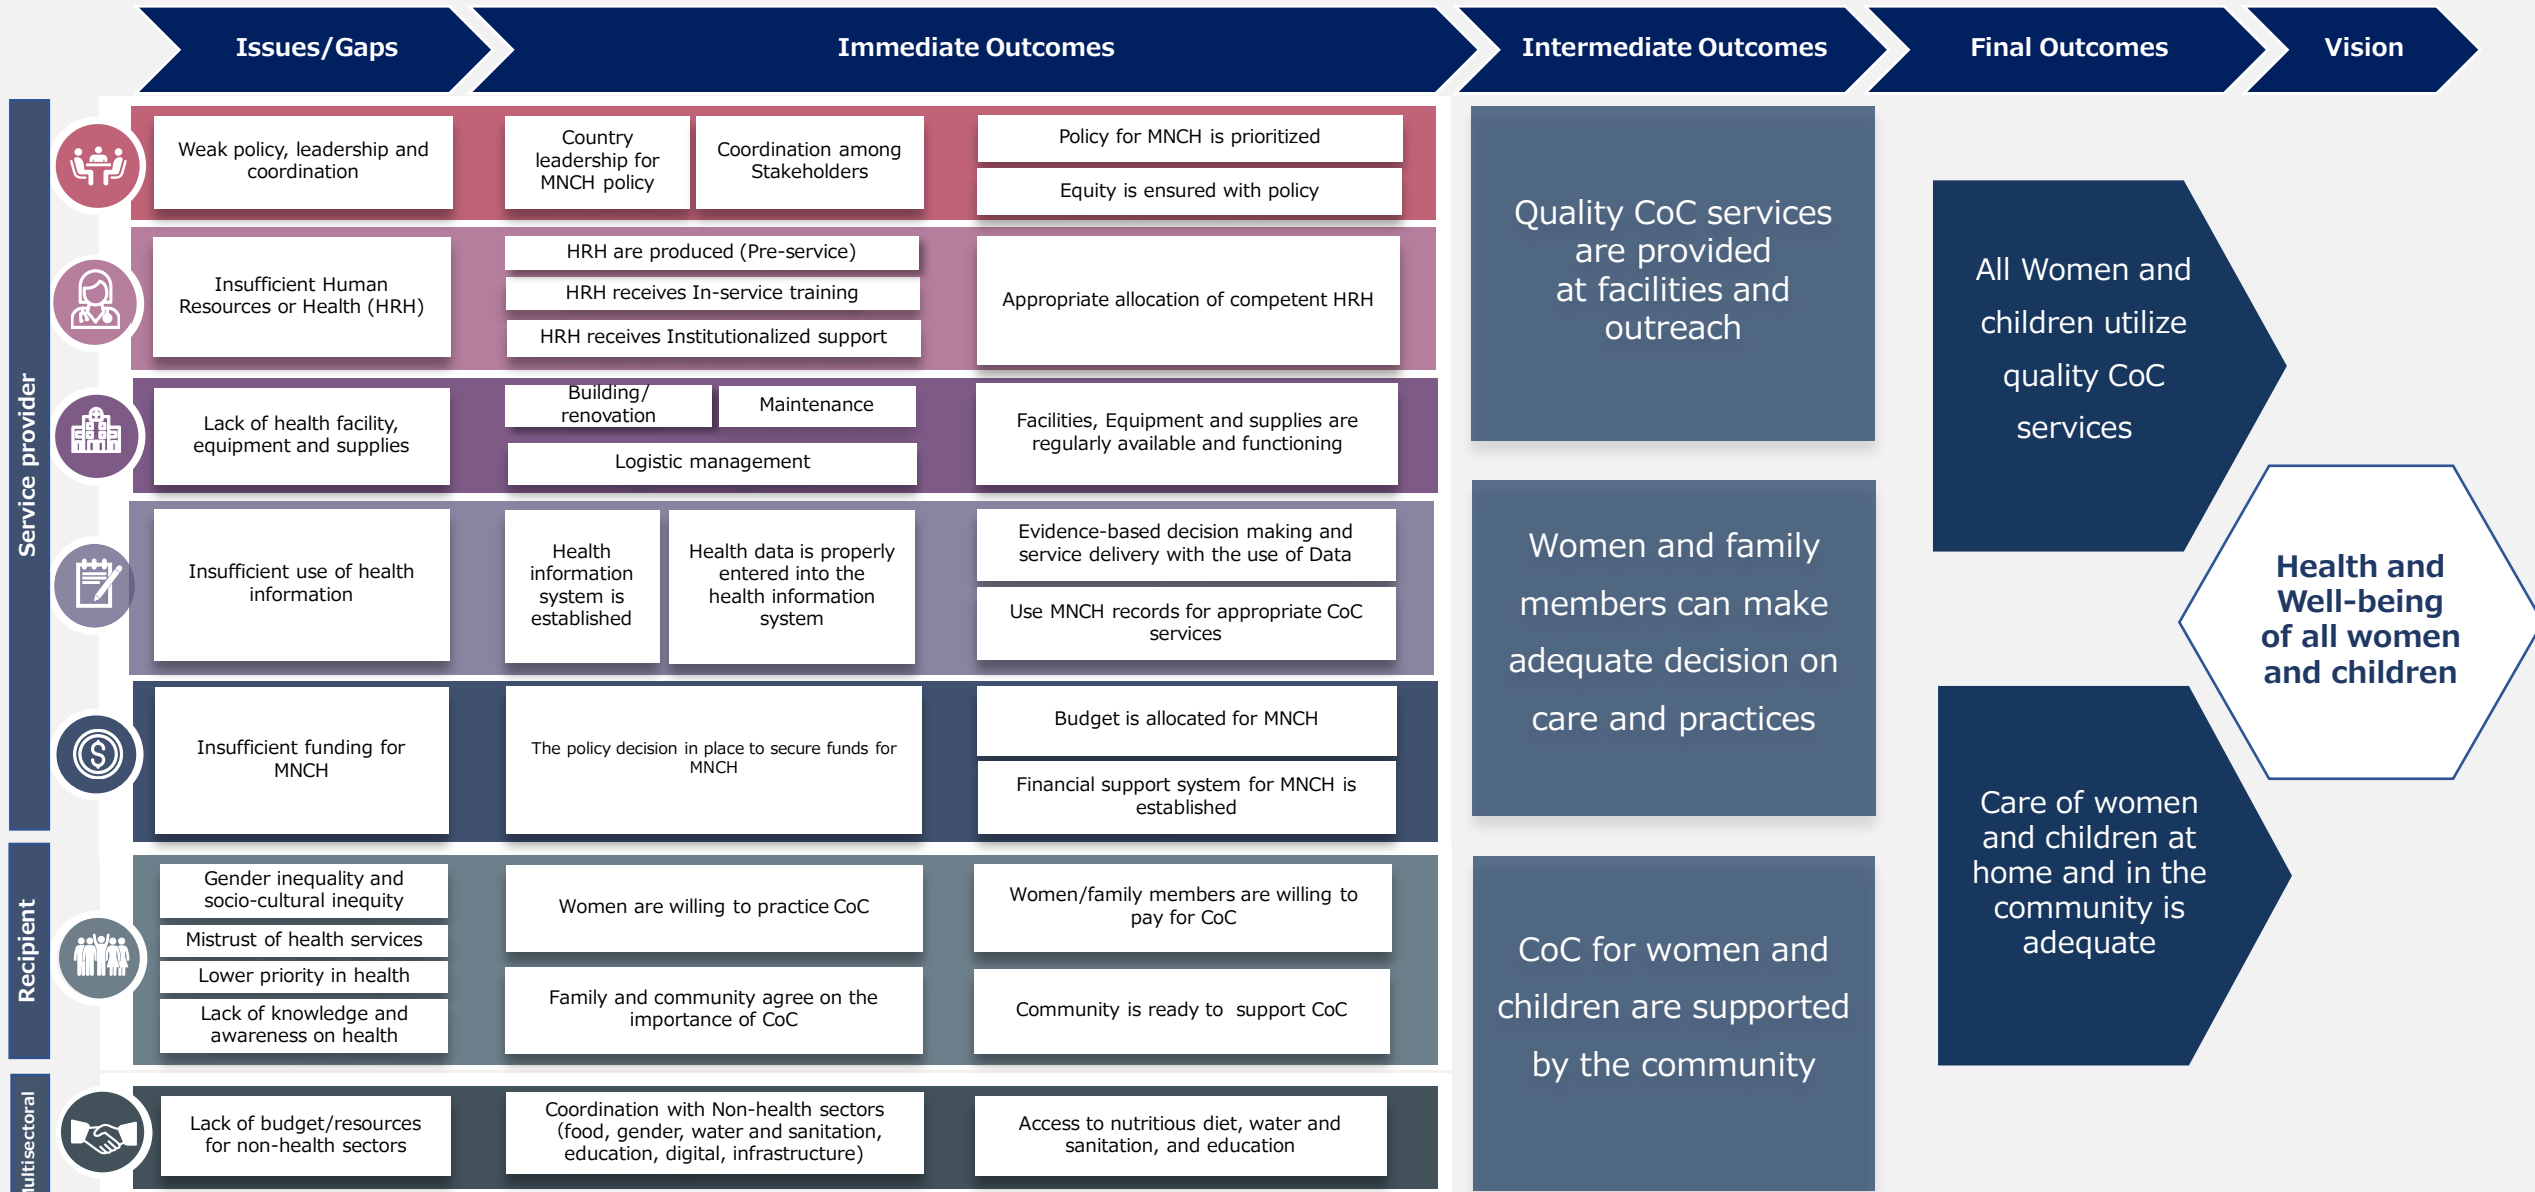 Issues/Gaps
Immediate Outcomes
Intermediate Outcomes
Final Outcomes
Vision
Service provider
Weak policy, leadership and
coordination
Country
leadership for
MNCH policy
Coordination among
Stakeholders
Policy for MNCH is prioritized
Equity is ensured with policy
Insufficient Human
Resources or Health (HRH)
HRH are produced (Pre-service)
HRH receives In-service training
HRH receives Institutionalized support
Appropriate allocation of competent HRH
Lack of health facility,
equipment and supplies
Building/
renovation
Maintenance
Logistic management
Facilities, Equipment and supplies are
regularly available and functioning
Insufficient use of health
information
Health
information
system is
established
Health data is properly
entered into the
health information
system
Evidence-based decision making and
service delivery with the use of Data
Use MNCH records for appropriate CoC
services
Insufficient funding for
MNCH
The policy decision in place to secure funds for
MNCH
Budget is allocated for MNCH
Financial support system for MNCH is
established
Recipient
Gender inequality and
socio-cultural inequity
Mistrust of health services
Lower priority in health
Lack of knowledge and
awareness on health
Women are willing to practice CoC
Family and community agree on the
importance of CoC
Women/family members are willing to
pay for CoC
Community is ready to support CoC
Lack of budget/resources
for non-health sectors
Coordination with Non-health sectors
(food, gender, water and sanitation,
education, digital, infrastructure)
Access to nutritious diet, water and
sanitation, and education
Quality CoC services
are provided
at facilities and
outreach
Women and family
members can make
adequate decision on
care and practices
CoC for women and
children are supported
by the community
All Women and
children utilize
quality CoC
services
Care of women
and children at
home and in the
community is
adequate
Health and
Well-being
of all women
and children